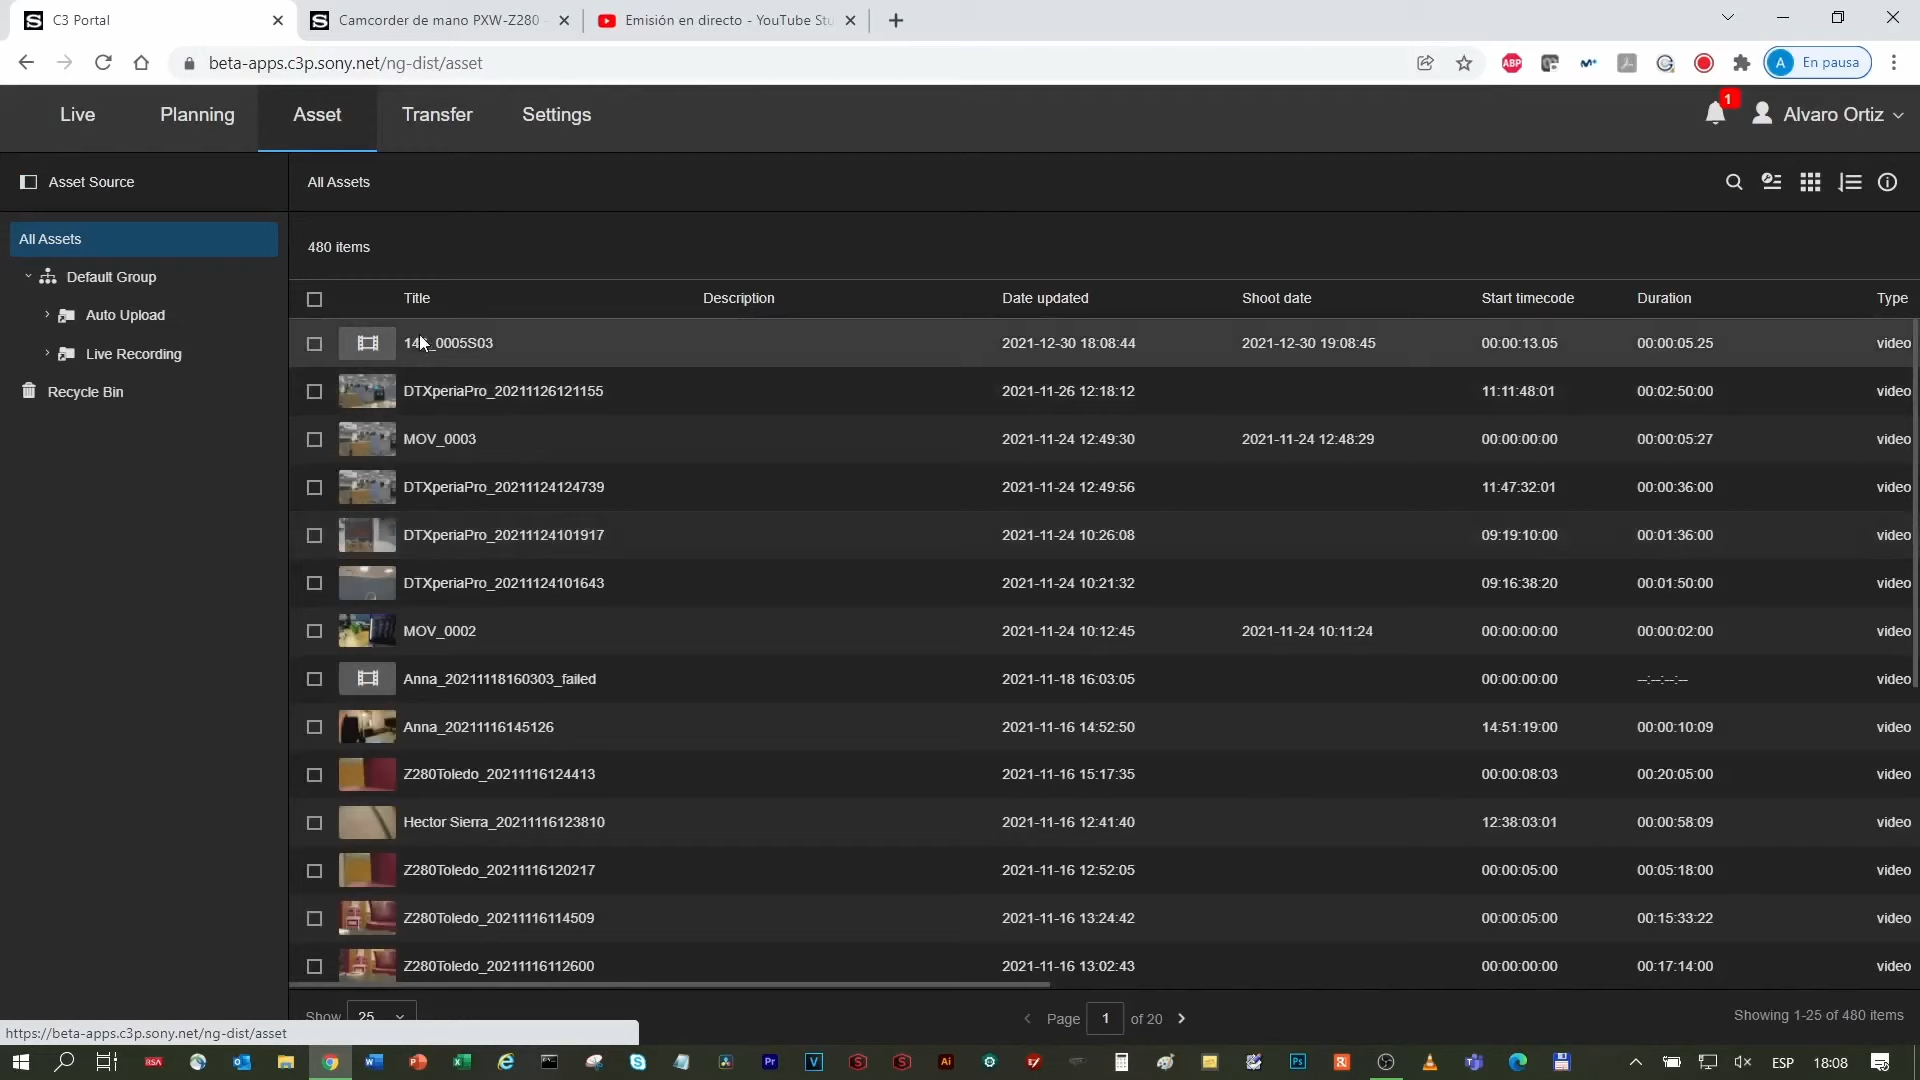 C3 Portal
Camcorder de mano PXW-Z280 -
Emisión en directo - YouTube Stu
beta-apps.c3p.sony.net/ng-dist/asset
ABP
A En pausa
Live Planning Asset Transfer Settings
1
Alvaro Ortiz
Asset Source
All Assets
All Assets
480 items
Default Group
Auto Upload
Live Recording
Recycle Bin
Title Description Date updated Shoot date Start timecode Duration Type
_0005S03 2021-12-30 18:08:44 2021-12-30 19:08:45 00:00:13.05 00:00:05.25 video
DTXperiaPro_20211126121155 2021-11-26 12:18:12 11:11:48:01 00:02:50:00 video
MOV_0003 2021-11-24 12:49:30 2021-11-24 12:48:29 00:00:00:00 00:00:05:27 video
DTXperiaPro_20211124124739 2021-11-24 12:49:56 11:47:32:01 00:00:36:00 video
DTXperiaPro_20211124101917 2021-11-24 10:26:08 09:19:10:00 00:01:36:00 video
DTXperiaPro_20211124101643 2021-11-24 10:21:32 09:16:38:20 00:01:50:00 video
MOV_0002 2021-11-24 10:12:45 2021-11-24 10:11:24 00:00:00:00 00:00:02:00 video
Anna_20211118160303_failed 2021-11-18 16:03:05 00:00:00:00 --:--:--:-- video
Anna_20211116145126 2021-11-16 14:52:50 14:51:19:00 00:00:10:09 video
Z280Toledo_20211116124413 2021-11-16 15:17:35 00:00:08:03 00:20:05:00 video
Hector Sierra_20211116123810 2021-11-16 12:41:40 12:38:03:01 00:00:58:09 video
Z280Toledo_20211116120217 2021-11-16 12:52:05 00:00:05:00 00:05:18:00 video
Z280Toledo_20211116114509 2021-11-16 13:24:42 00:00:05:00 00:15:33:22 video
Z280Toledo_20211116112600 2021-11-16 13:02:43 00:00:00:00 00:17:14:00 video
Show 25
Page 1 of 20
Showing 1-25 of 480 items
https://beta-apps.c3p.sony.net/ng-dist/asset
RSA
Pr
V
Ai
Ps
ESP 18:08